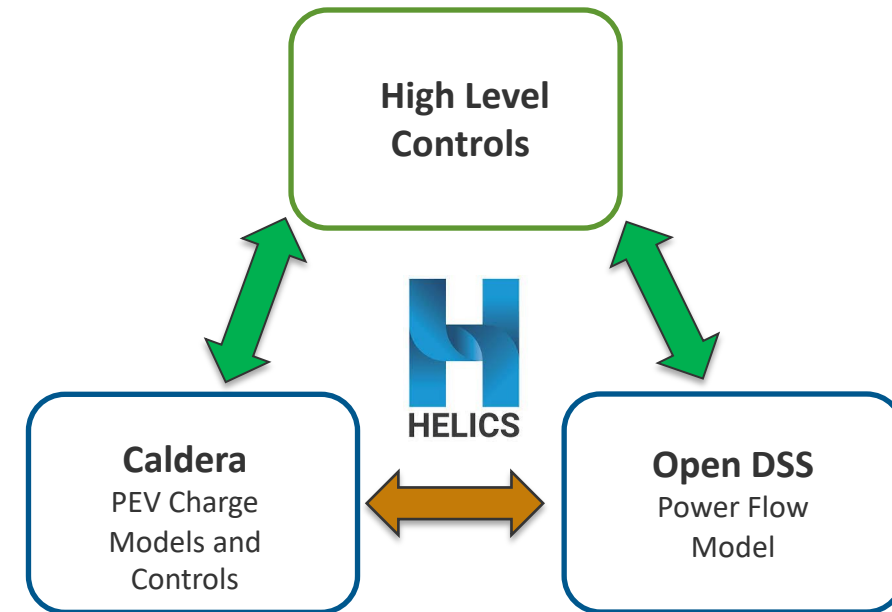 High Level
Controls
HELICS
Caldera
PEV Charge
Models and
Controls
Open DSS
Power Flow
Model